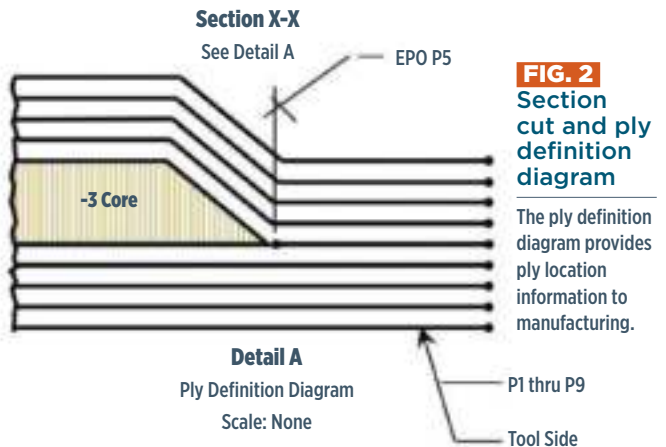 Section X-X
See Detail A
EPO P5
-3 Core
Detail A
Ply Definition Diagram
Scale: None
P1 thru P9
Tool Side
FIG. 2
Section
cut and ply
definition
diagram
The ply definition
diagram provides
ply location
information to
manufacturing.